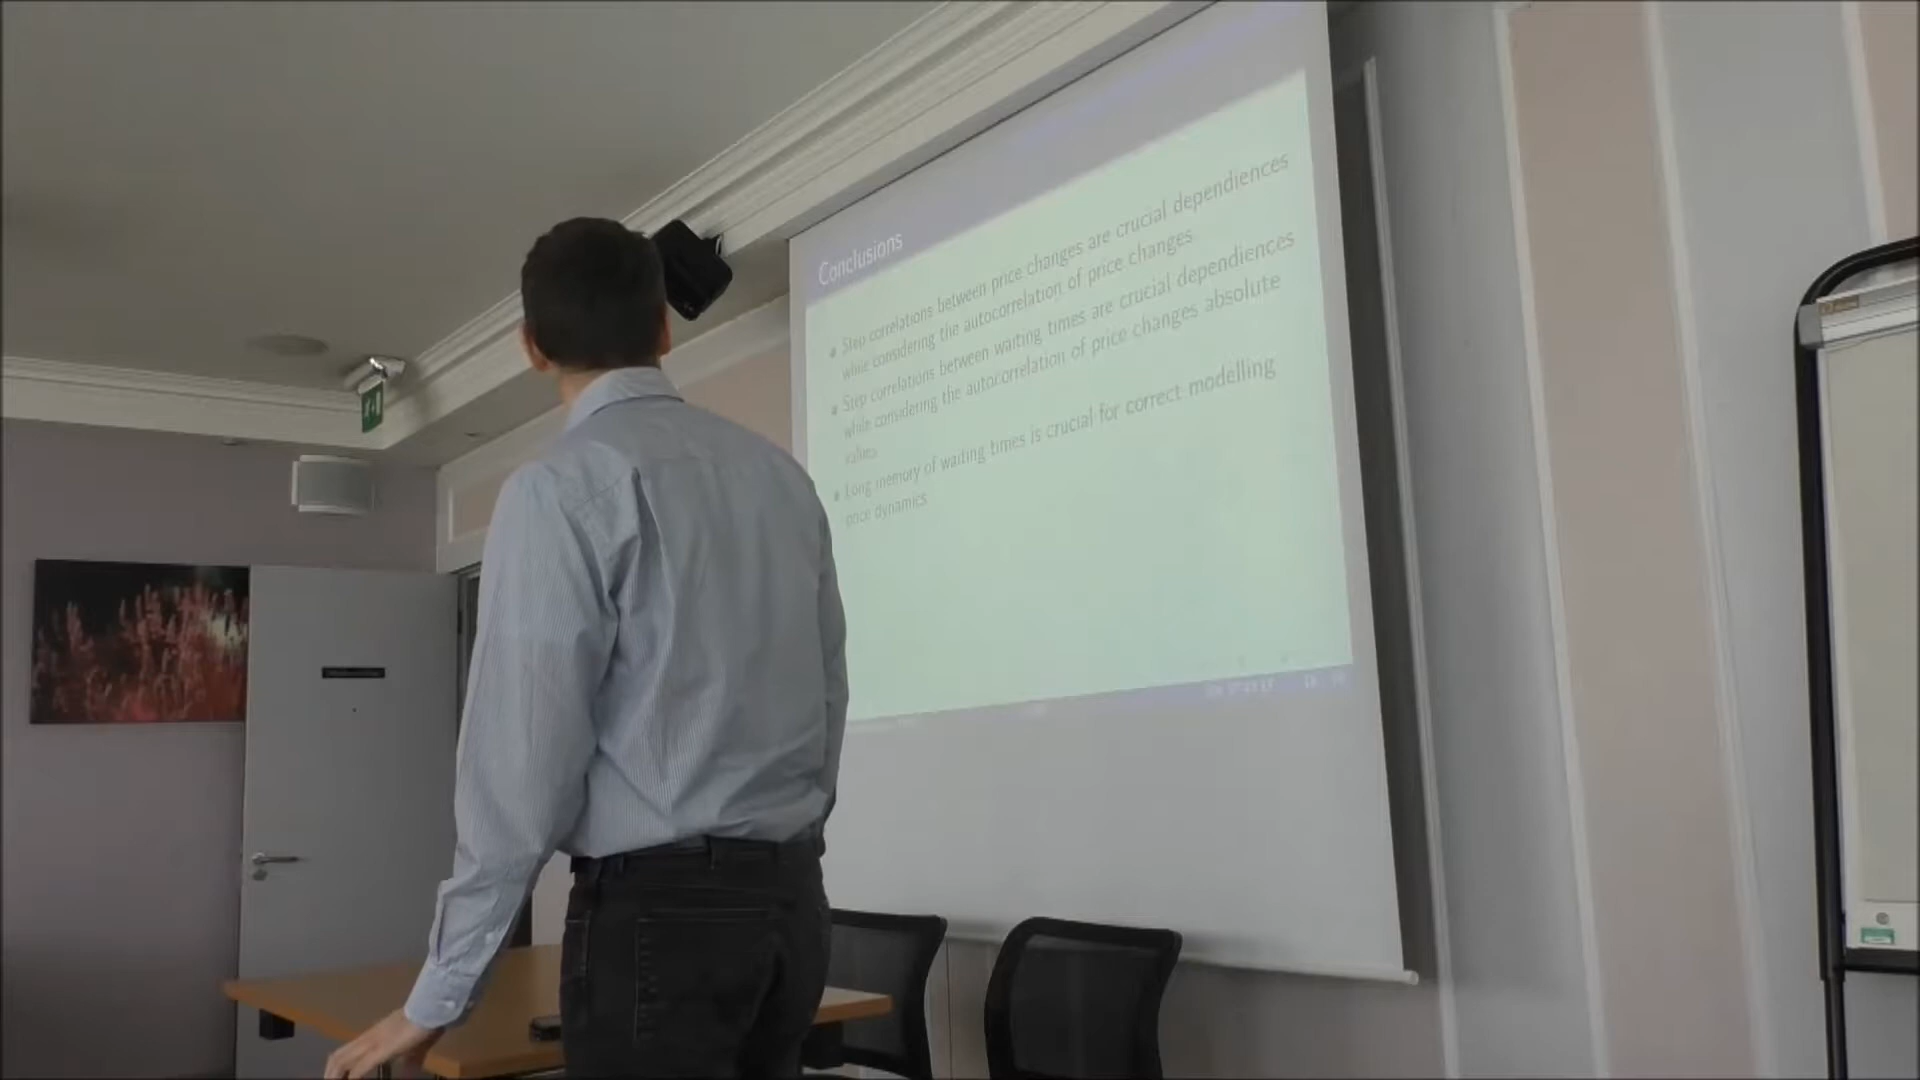 Conclusions
Step correlations between price changes are crucial dependiences
while considering the autocorrelation of price changes.
Step correlations between waiting times are crucial dependiences
while considering the autocorrelation of price changes absolute
values
Long memory of waiting times is crucial for correct modelling
price dynamics